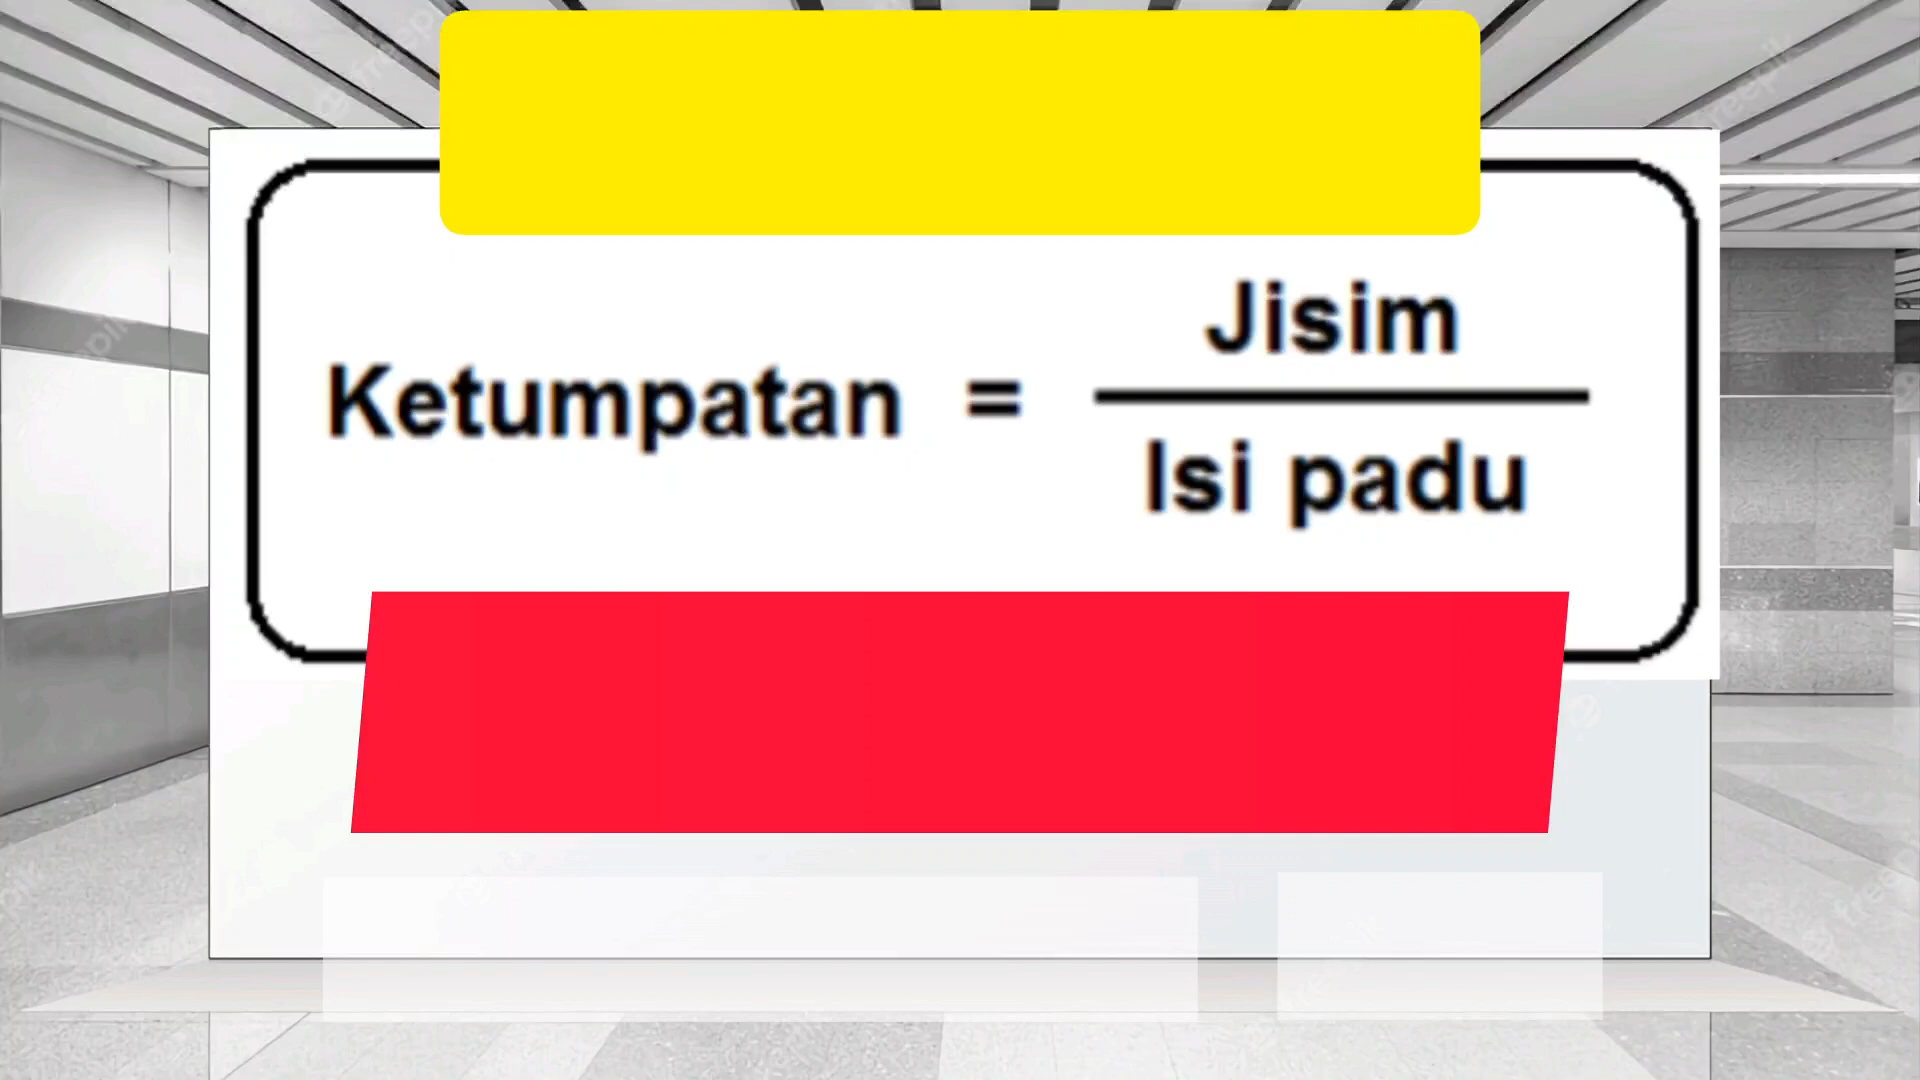 Ketumpatan = Jisim
Isi padu